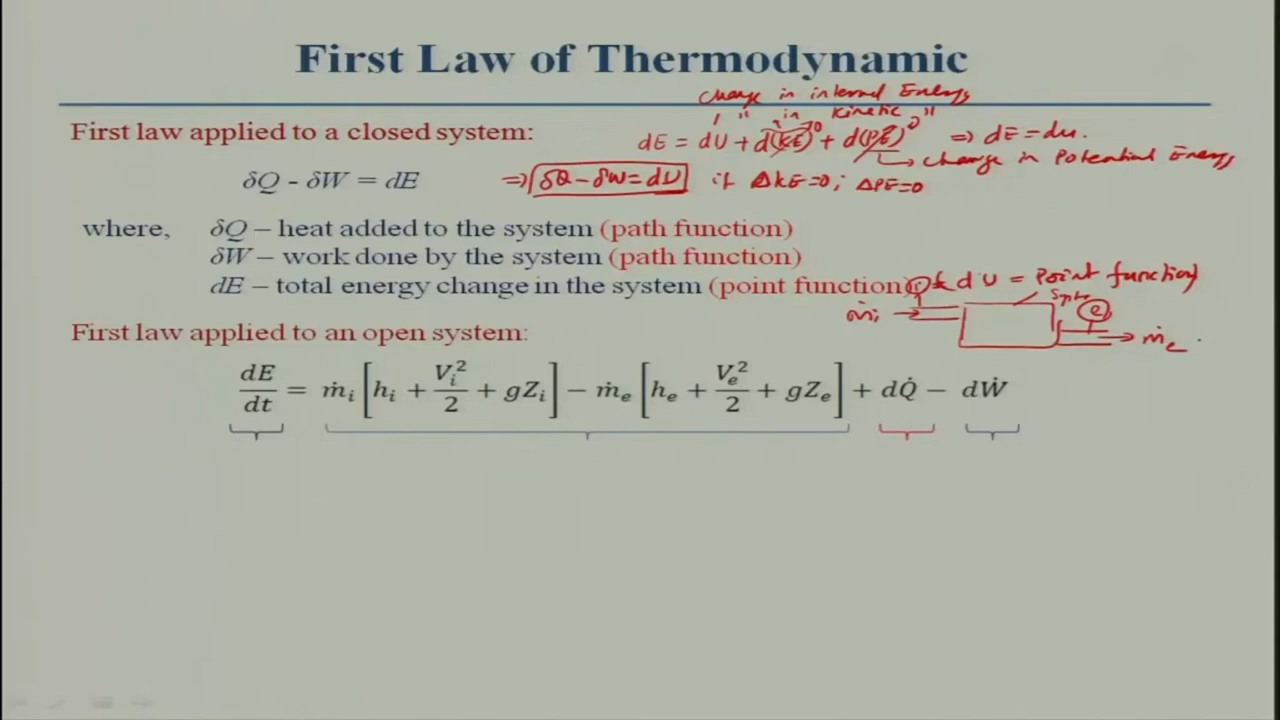 First Law of Thermodynamic
change in internal Energy
" " in kinetic "
First law applied to a closed system: dE = dU + d(KE)⁰ + d(PE)⁰ ⇒ dE = du.
↳ change in Potential Energy
δQ - δW = dE ⇒ δQ - δW = dU if ΔKE=0; ΔPE=0
where, δQ – heat added to the system (path function)
δW – work done by the system (path function)
dE – total energy change in the system (point function) & dU = Point function
First law applied to an open system: ṁi → e → ṁe
dE/dt = ṁi [hi + Vi²/2 + gZi] − ṁe [he + Ve²/2 + gZe] + dQ̇ − dẆ